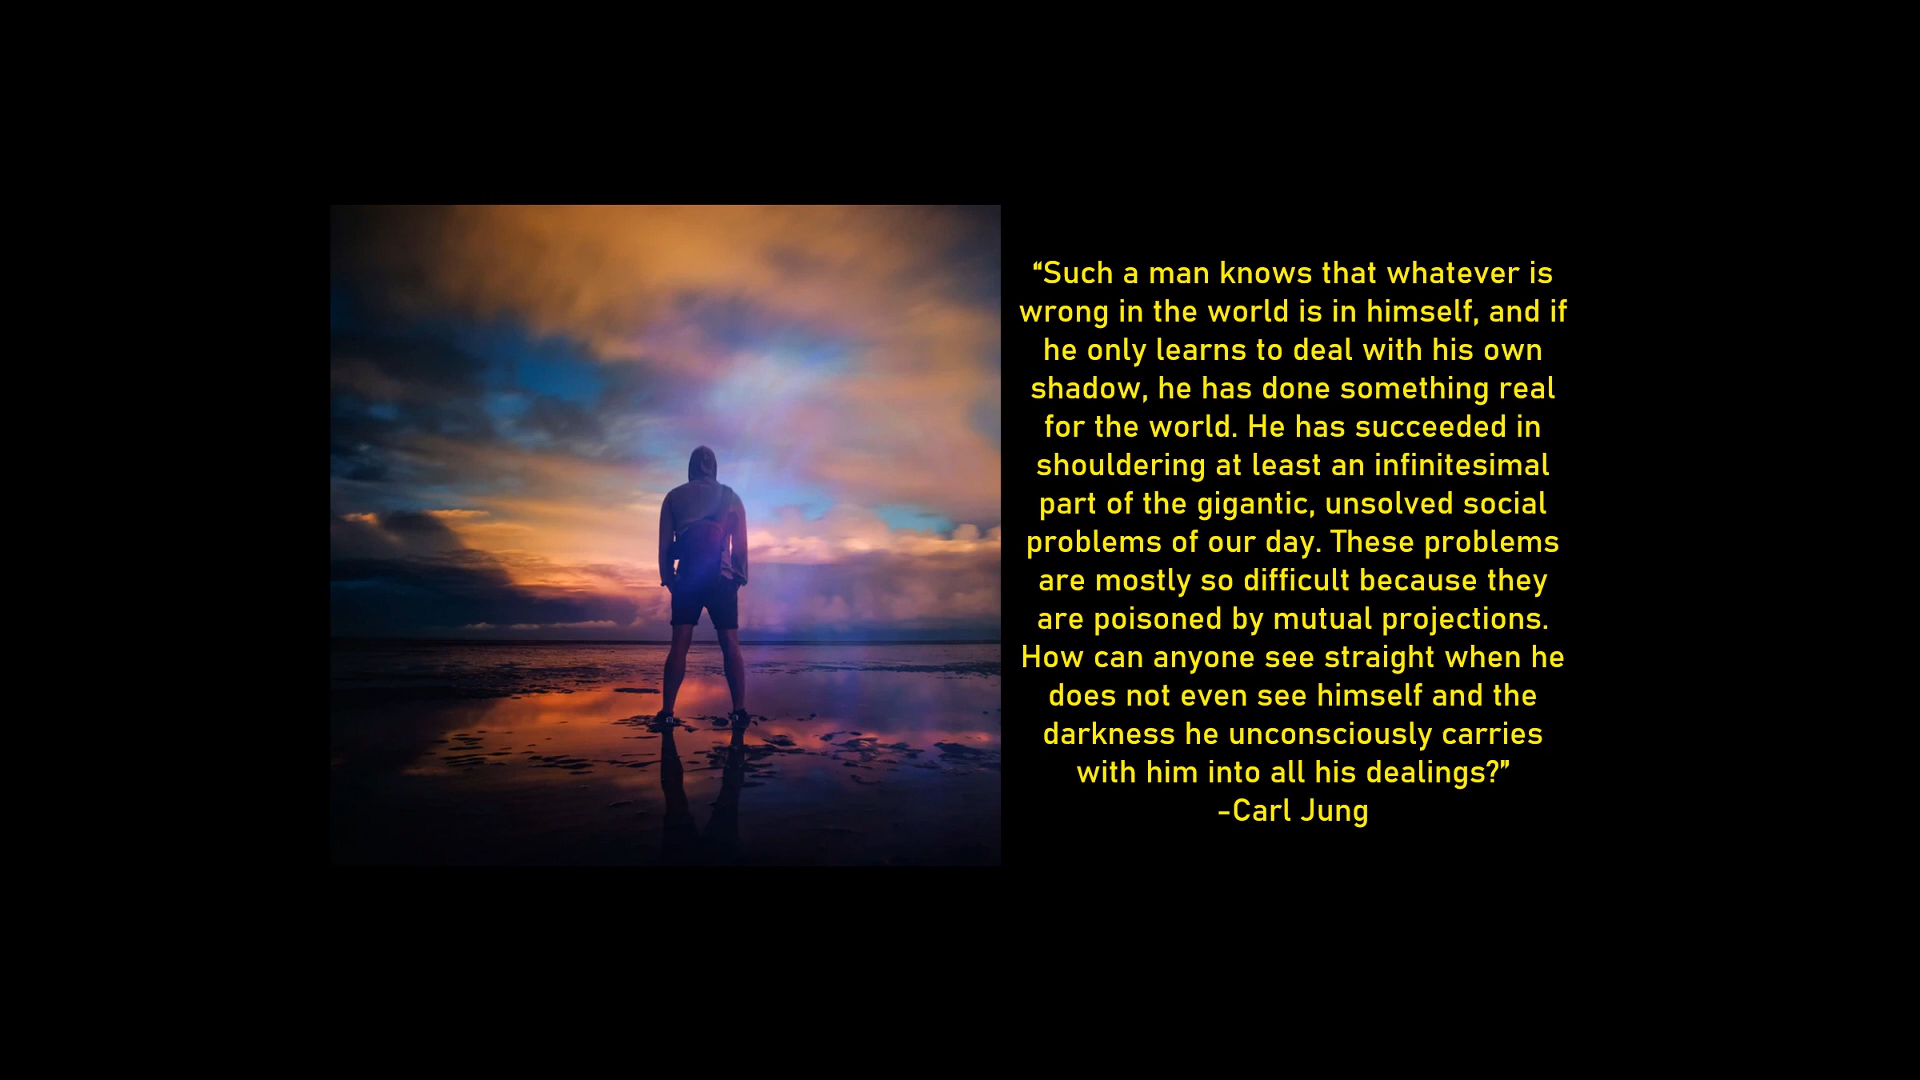 “Such a man knows that whatever is
wrong in the world is in himself, and if
he only learns to deal with his own
shadow, he has done something real
for the world. He has succeeded in
shouldering at least an infinitesimal
part of the gigantic, unsolved social
problems of our day. These problems
are mostly so difficult because they
are poisoned by mutual projections.
How can anyone see straight when he
does not even see himself and the
darkness he unconsciously carries
with him into all his dealings?”
-Carl Jung